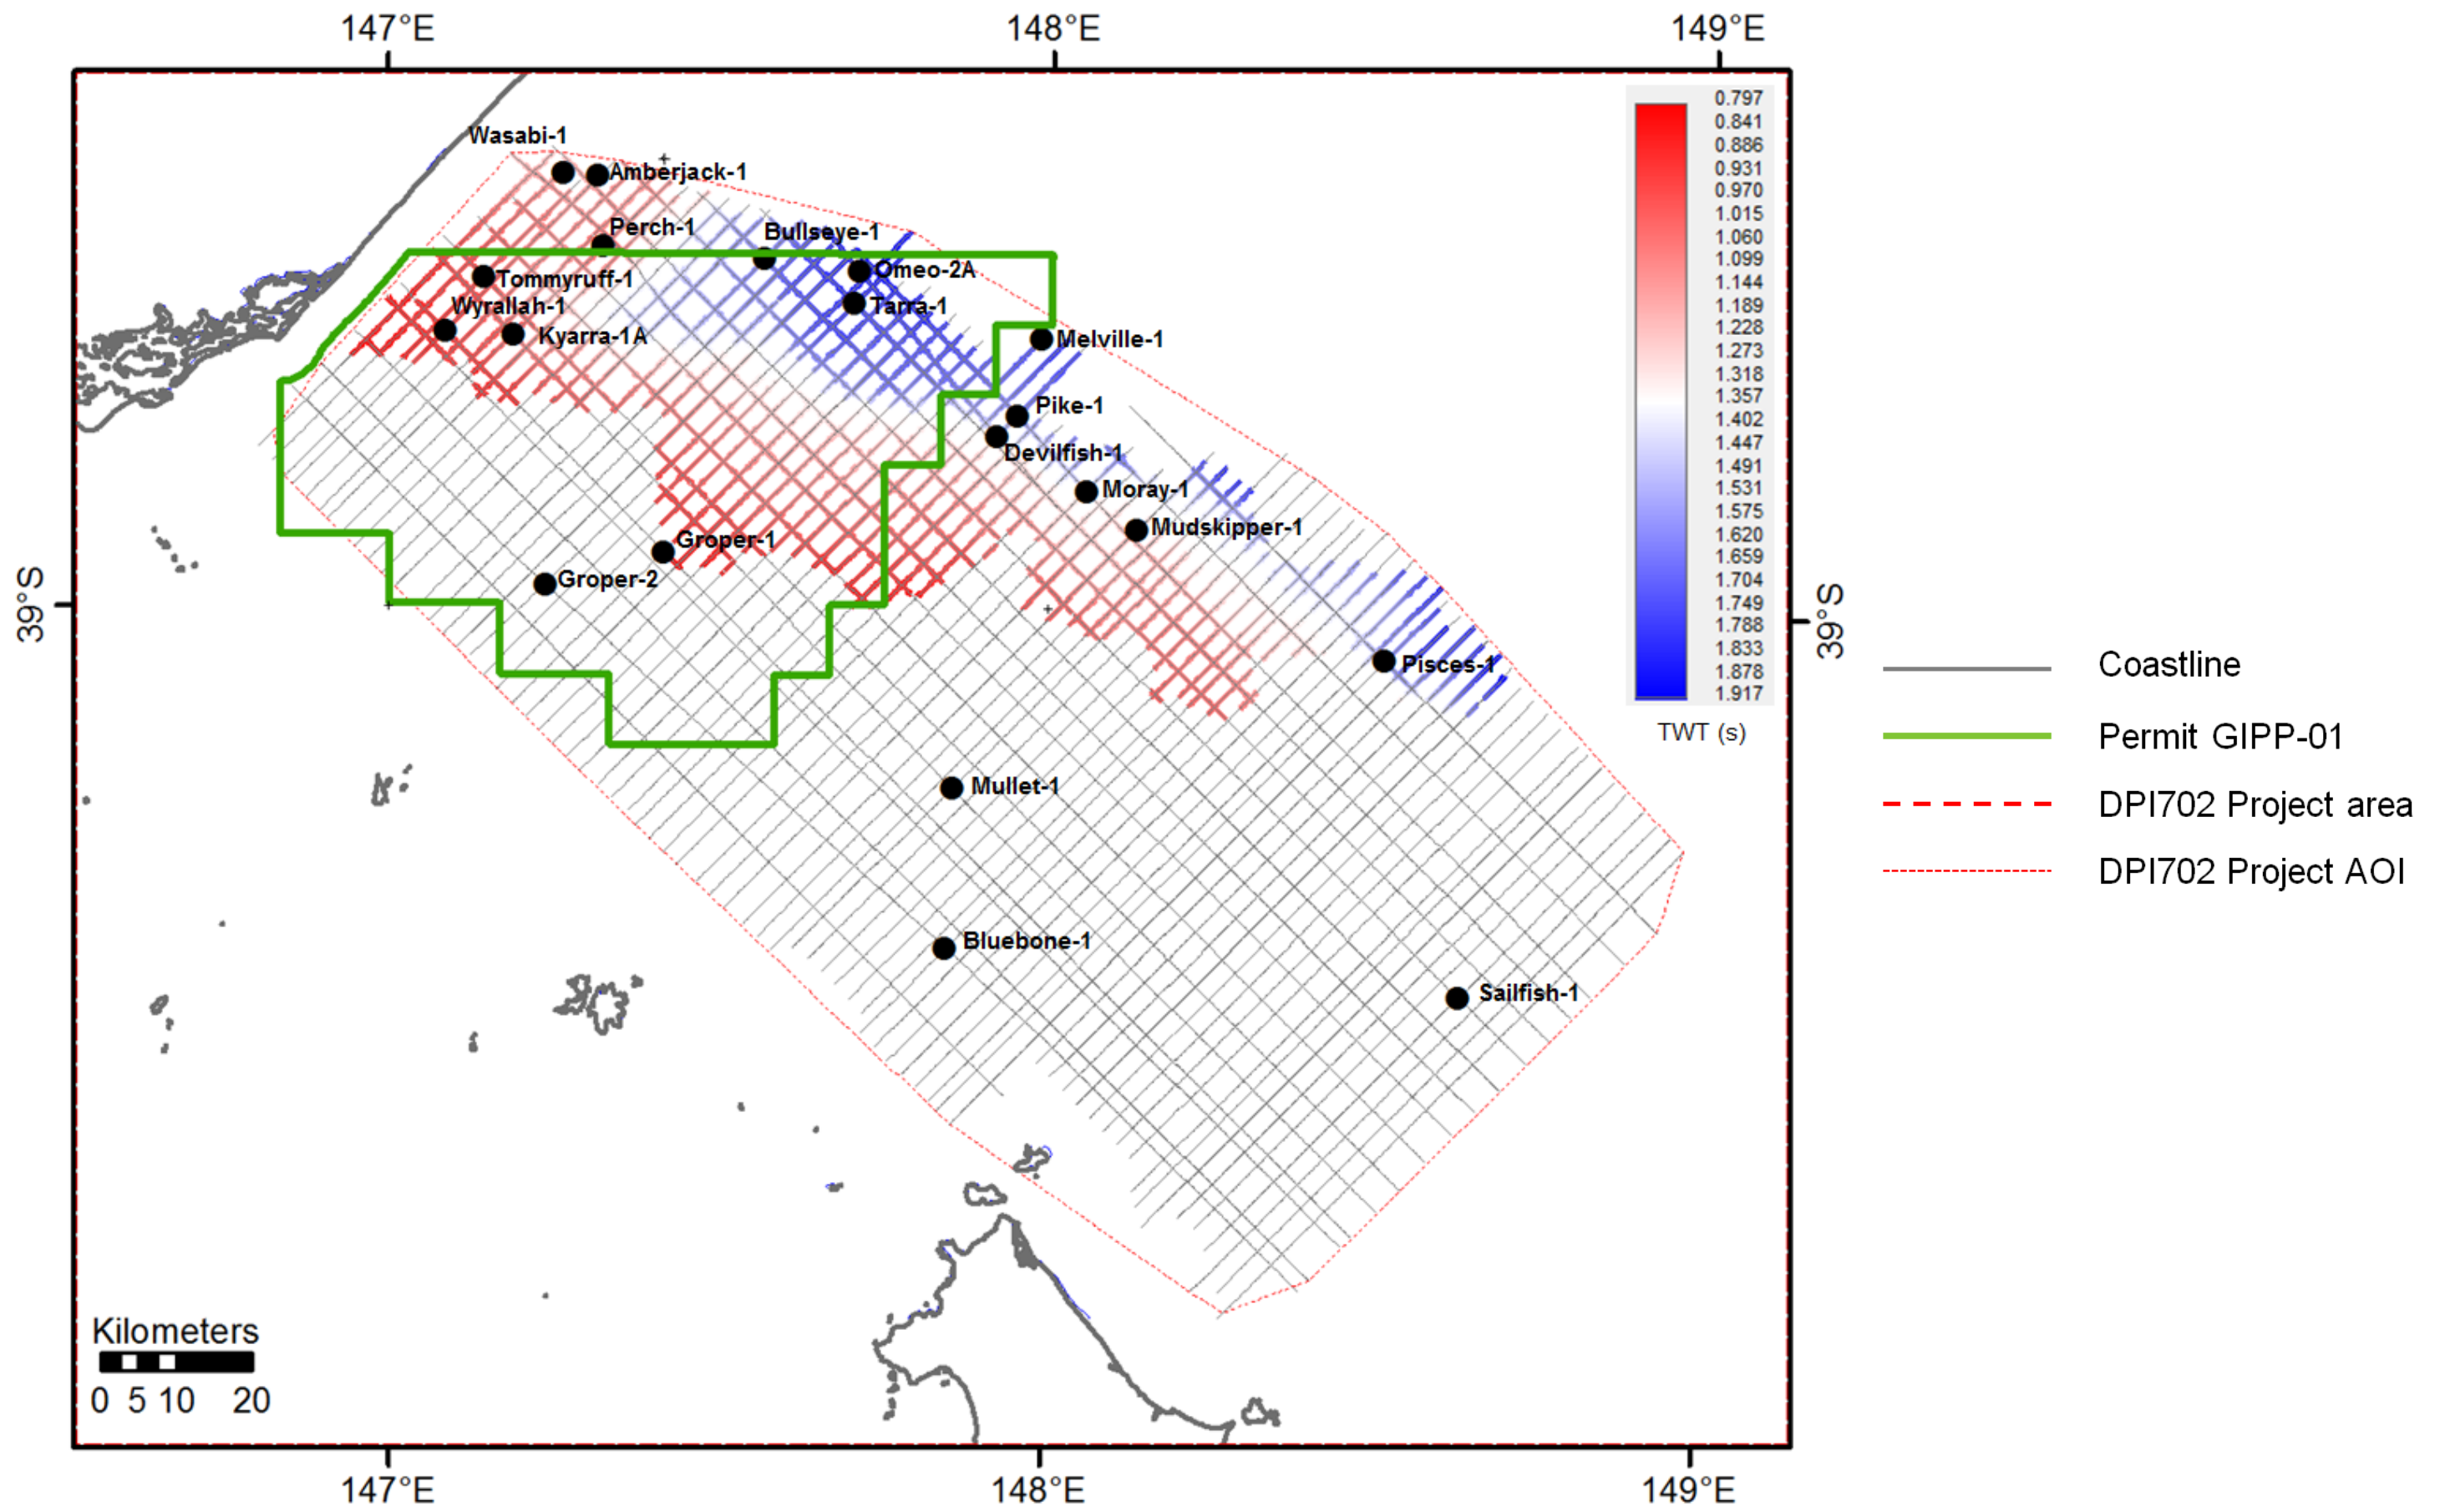 147°E
148°E
149°E
Wasabi-1
Amberjack-1
Perch-1
Bullseye-1
Omeo-2A
Tommyruff-1
Wyrallah-1
Tarra-1
Kyarra-1A
Melville-1
Pike-1
Devilfish-1
Moray-1
Mudskipper-1
Groper-1
Groper-2
Pisces-1
Mullet-1
Bluebone-1
Sailfish-1
0.797
0.841
0.886
0.931
0.970
1.015
1.060
1.099
1.144
1.189
1.228
1.273
1.318
1.357
1.402
1.447
1.491
1.531
1.575
1.620
1.659
1.704
1.749
1.788
1.833
1.878
1.917
TWT (s)
39°S
39°S
Coastline
Permit GIPP-01
DPI702 Project area
DPI702 Project AOI
Kilometers
0 5 10 20
147°E
148°E
149°E